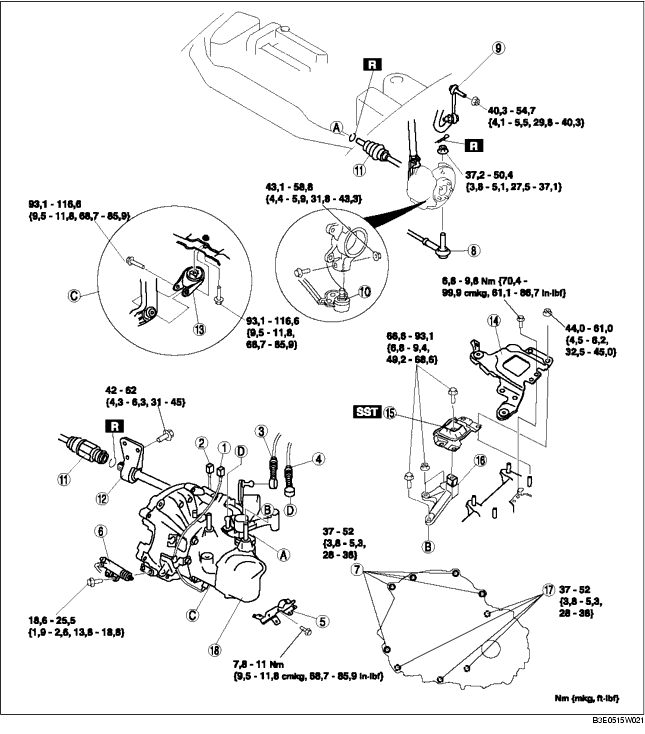 9
R
40,3 - 54,7
{4,1 - 5,5, 29,8 - 40,3}
A
11
R
37,2 - 50,4
{3,8 - 5,1, 27,5 - 37,1}
43,1 - 58,8
{4,4 - 5,9, 31,8 - 43,3}
93,1 - 116,6
{9,5 - 11,8, 68,7 - 85,9}
8
C
10
13
6,8 - 9,8 Nm {70,4 -
99,9 cmkg, 61,1 - 86,7 in-lbf}
93,1 - 116,6
{9,5 - 11,8,
68,7 - 85,9}
14
44,0 - 61,0
{4,5 - 6,2,
32,5 - 45,0}
66,6 - 93,1
{6,8 - 9,4,
49,2 - 68,6}
42 - 62
{4,3 - 6,3, 31 - 45}
SST
15
R
2
1
3
D
4
11
12
16
B
D
B
6
A
37 - 52
{3,8 - 5,3,
28 - 38}
7
17
37 - 52
{3,8 - 5,3,
28 - 38}
C
5
18,6 - 25,5
{1,9 - 2,6, 13,8 - 18,8}
18
7,8 - 11 Nm
{9,5 - 11,8 cmkg, 68,7 - 85,9 in-lbf}
Nm {mkg, ft-lbf}
B3E0515W021